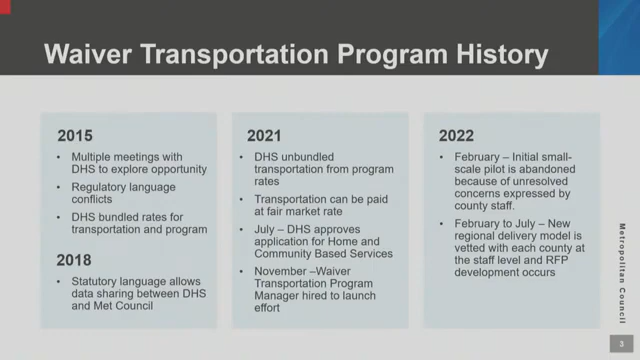 Waiver Transportation Program History
2015
• Multiple meetings with
DHS to explore opportunity
• Regulatory language
conflicts
• DHS bundled rates for
transportation and program
2018
• Statutory language allows
data sharing between DHS
and Met Council
2021
• DHS unbundled
transportation from program
rates
• Transportation can be paid
at fair market rate
• July – DHS approves
application for Home and
Community Based Services
• November –Waiver
Transportation Program
Manager hired to launch
effort
2022
• February – Initial small-
scale pilot is abandoned
because of unresolved
concerns expressed by
county staff.
• February to July – New
regional delivery model is
vetted with each county at
the staff level and RFP
development occurs
Metropolitan Council
3